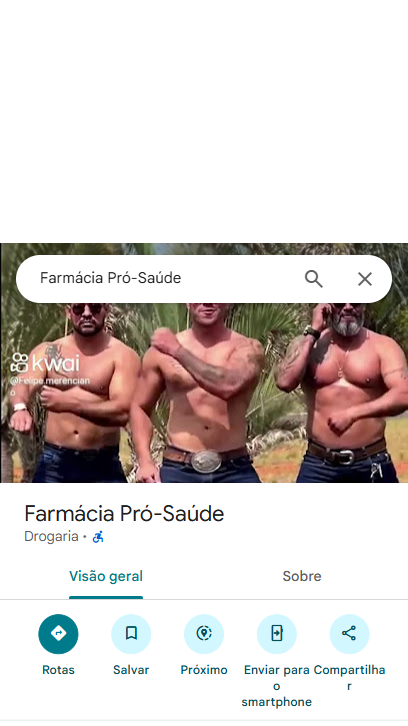 Farmácia Pró-Saúde
kwai
@Felipe.merencian
o
Farmácia Pró-Saúde
Drogaria •
Visão geral
Sobre
Rotas
Salvar
Próximo
Enviar para
o
smartphone
Compartilha
r